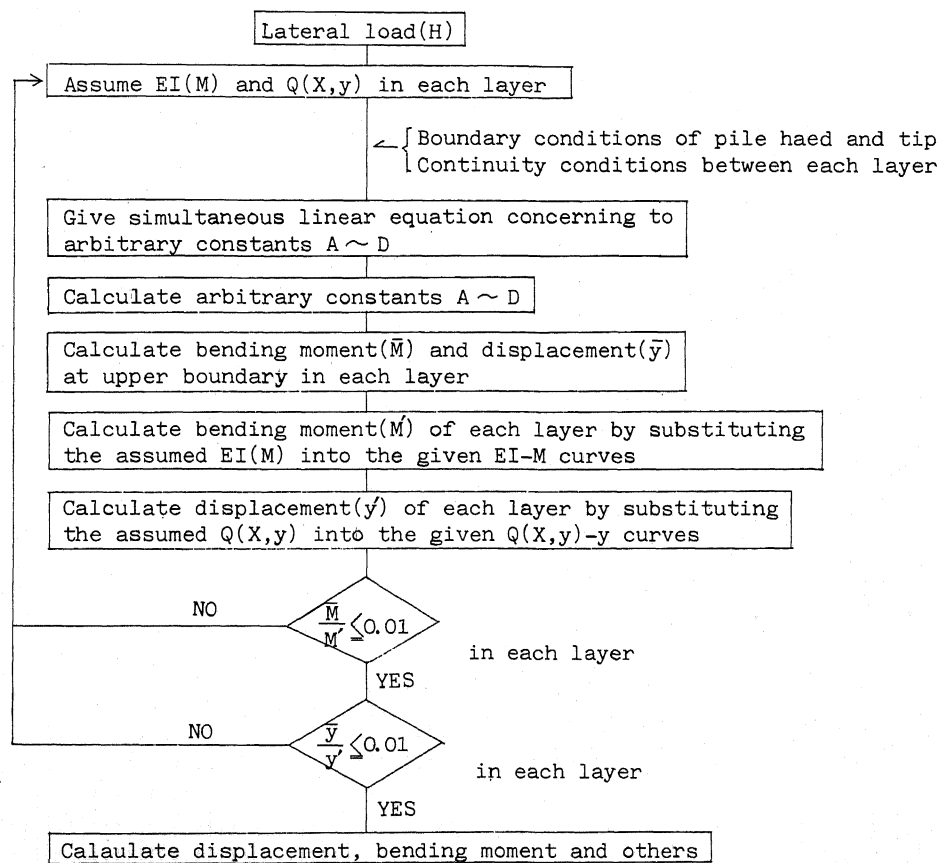 Lateral load(H)
Assume EI(M) and Q(X,y) in each layer
Boundary conditions of pile haed and tip
Continuity conditions between each layer
Give simultaneous linear equation concerning to
arbitrary constants A ~ D
Calculate arbitrary constants A ~ D
Calculate bending moment(M̄) and displacement(ȳ)
at upper boundary in each layer
Calculate bending moment(M′) of each layer by substituting
the assumed EI(M) into the given EI-M curves
Calculate displacement(y′) of each layer by substituting
the assumed Q(X,y) into the given Q(X,y)-y curves
NO
M̄/M′ ≦0.01
in each layer
YES
NO
ȳ/y′ ≦0.01
in each layer
YES
Calaulate displacement, bending moment and others